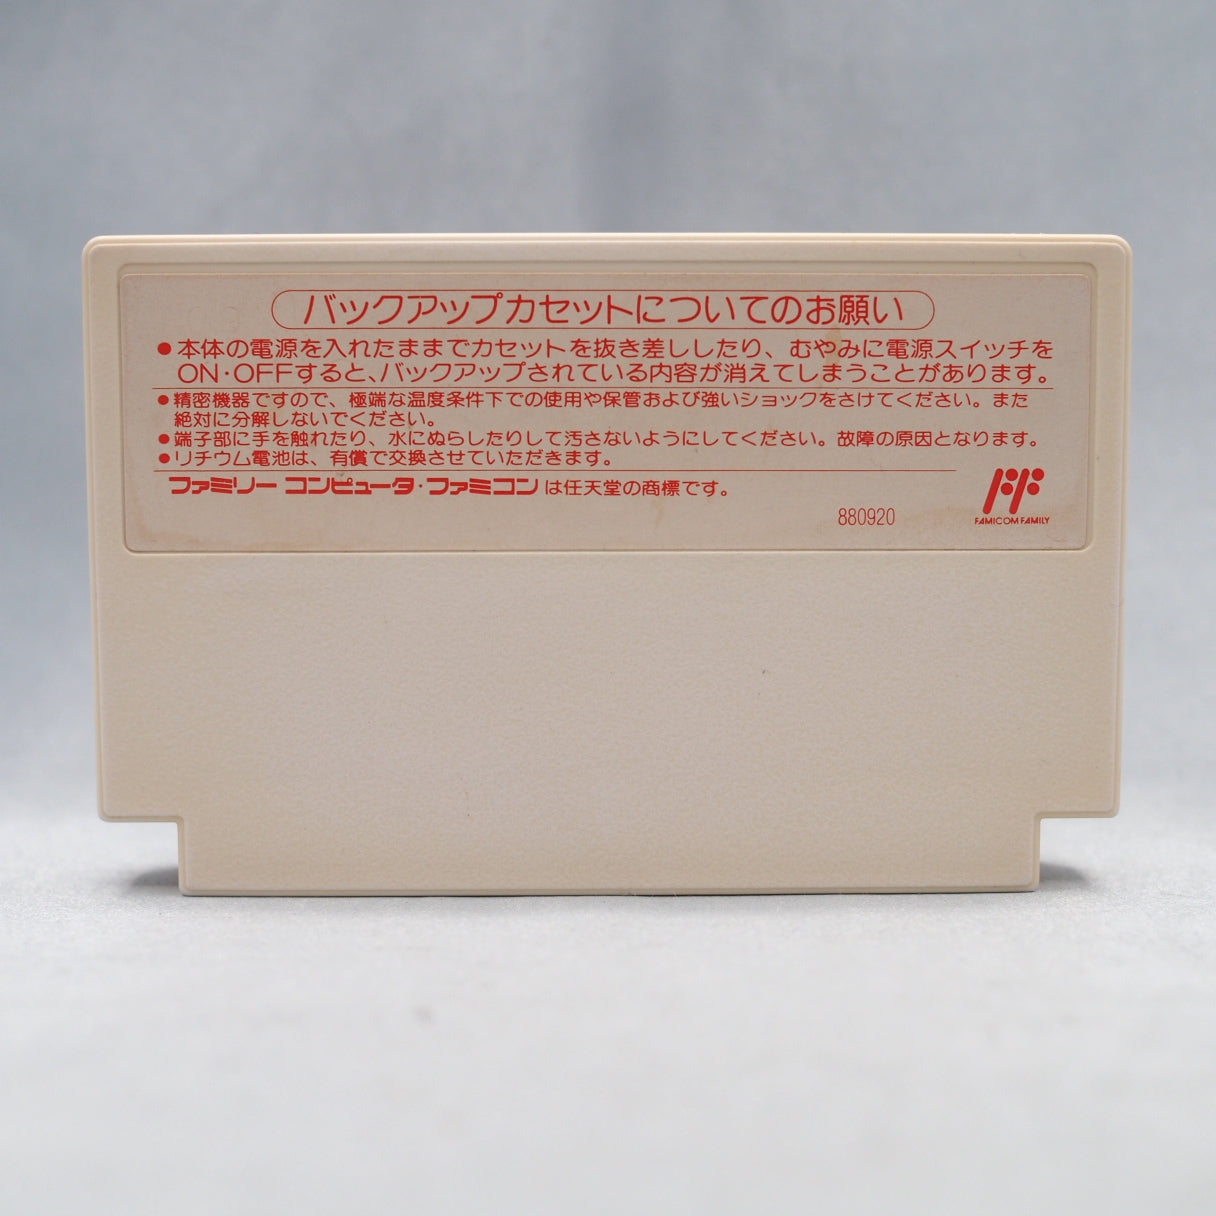 バックアップカセットについてのお願い
●本体の電源を入れたままでカセットを抜き差ししたり、むやみに電源スイッチを
ON・OFFすると、バックアップされている内容が消えてしまうことがあります。
●精密機器ですので、極端な温度条件下での使用や保管および強いショックをさけてください。また
絶対に分解しないでください。
●端子部に手を触れたり、水にぬらしたりして汚さないようにしてください。故障の原因となります。
●リチウム電池は、有償で交換させていただきます。
ファミリー コンピュータ・ファミコンは任天堂の商標です。
880920
FAMICOM FAMILY